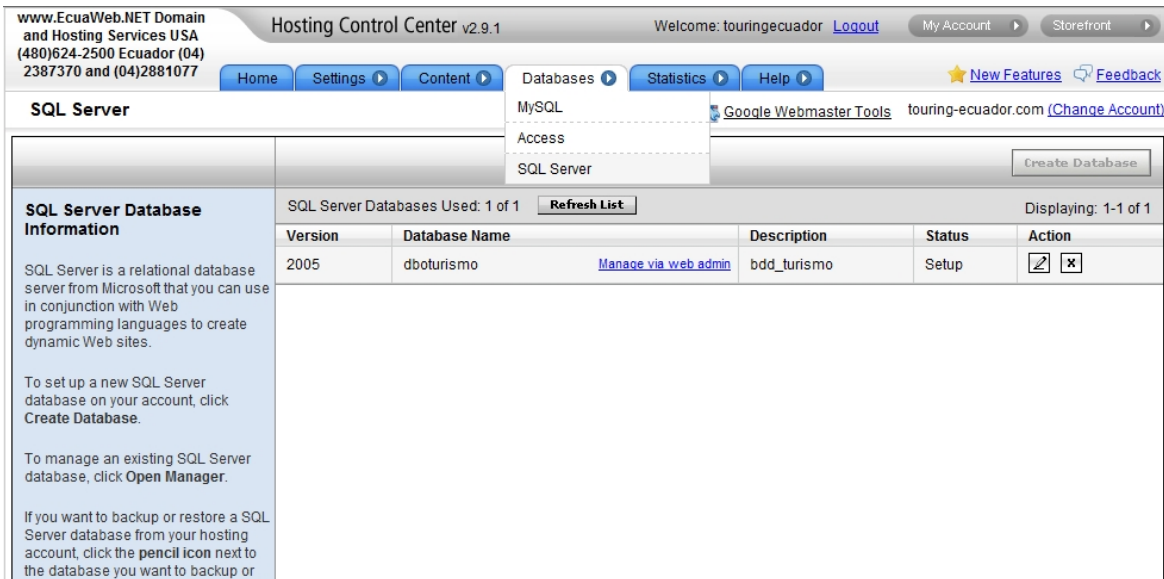 www.EcuaWeb.NET Domain
and Hosting Services USA
(480)624-2500 Ecuador (04)
2387370 and (04)2881077
Hosting Control Center v2.9.1
Welcome: touringecuador Logout
My Account
Storefront
Home
Settings
Content
Databases
Statistics
Help
New Features
Feedback
SQL Server
MySQL
Access
SQL Server
Google Webmaster Tools
touring-ecuador.com (Change Account)
Create Database
SQL Server Database
Information
SQL Server is a relational database
server from Microsoft that you can use
in conjunction with Web
programming languages to create
dynamic Web sites.
To set up a new SQL Server
database on your account, click
Create Database.
To manage an existing SQL Server
database, click Open Manager.
If you want to backup or restore a SQL
Server database from your hosting
account, click the pencil icon next to
the database you want to backup or
SQL Server Databases Used: 1 of 1
Refresh List
Displaying: 1-1 of 1
Version Database Name Description Status Action
2005 dboturismo Manage via web admin bdd_turismo Setup